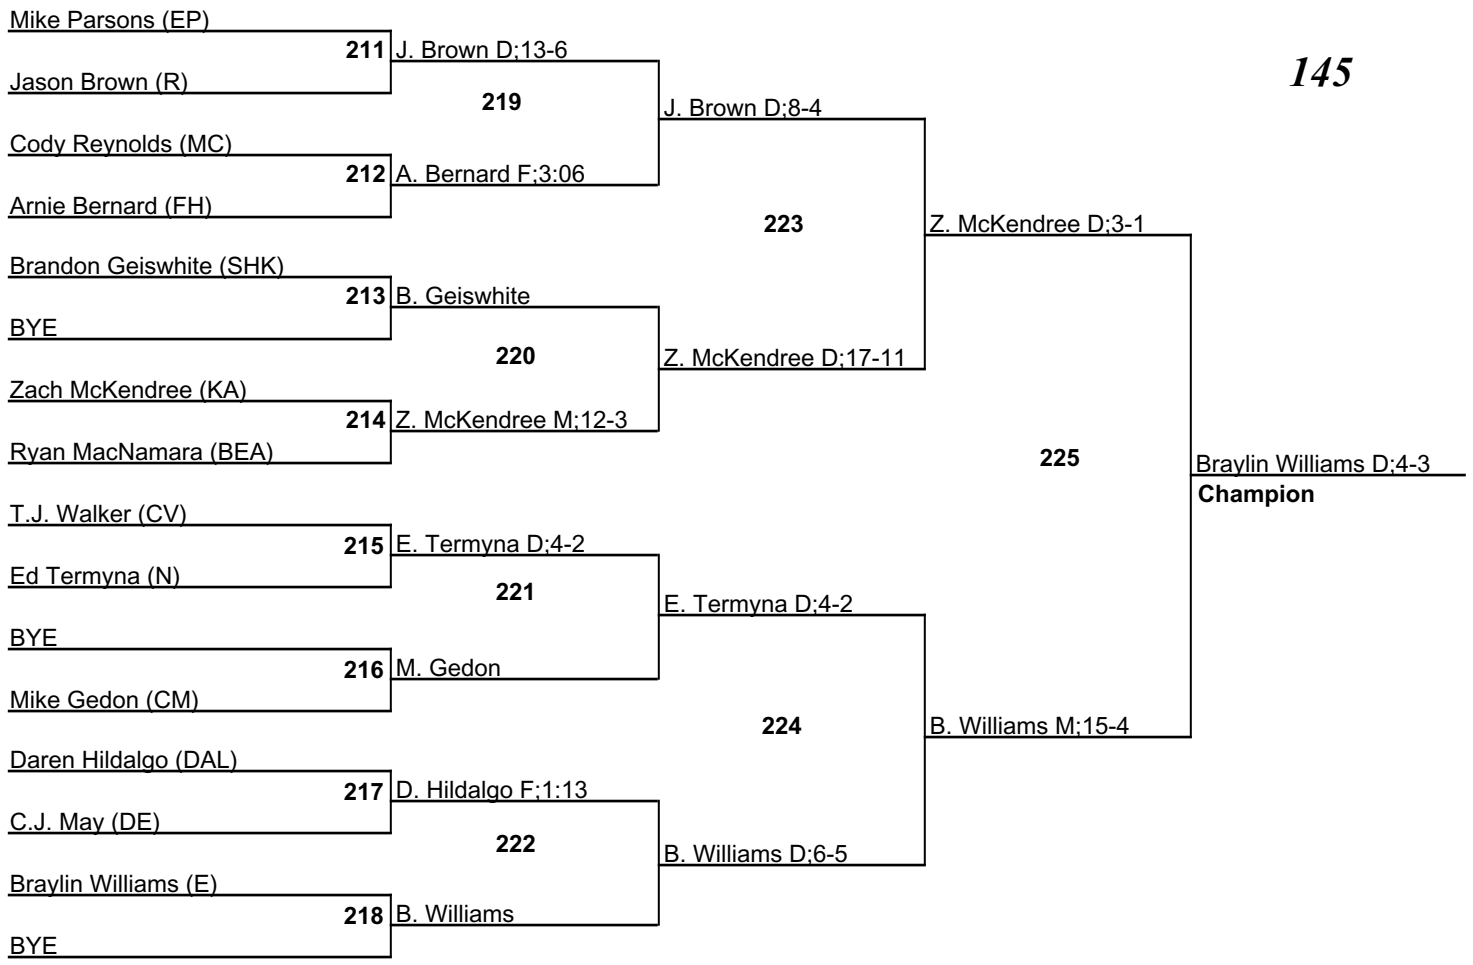 Mike Parsons (EP)
211 J. Brown D;13-6
145
Jason Brown (R)
219
J. Brown D;8-4
Cody Reynolds (MC)
212 A. Bernard F;3:06
Arnie Bernard (FH)
223
Z. McKendree D;3-1
Brandon Geiswhite (SHK)
213 B. Geiswhite
BYE
220
Z. McKendree D;17-11
Zach McKendree (KA)
214 Z. McKendree M;12-3
Ryan MacNamara (BEA)
225
Braylin Williams D;4-3
Champion
T.J. Walker (CV)
215 E. Termyna D;4-2
Ed Termyna (N)
221
E. Termyna D;4-2
BYE
216 M. Gedon
Mike Gedon (CM)
224
B. Williams M;15-4
Daren Hildalgo (DAL)
217 D. Hildalgo F;1:13
C.J. May (DE)
222
B. Williams D;6-5
Braylin Williams (E)
218 B. Williams
BYE